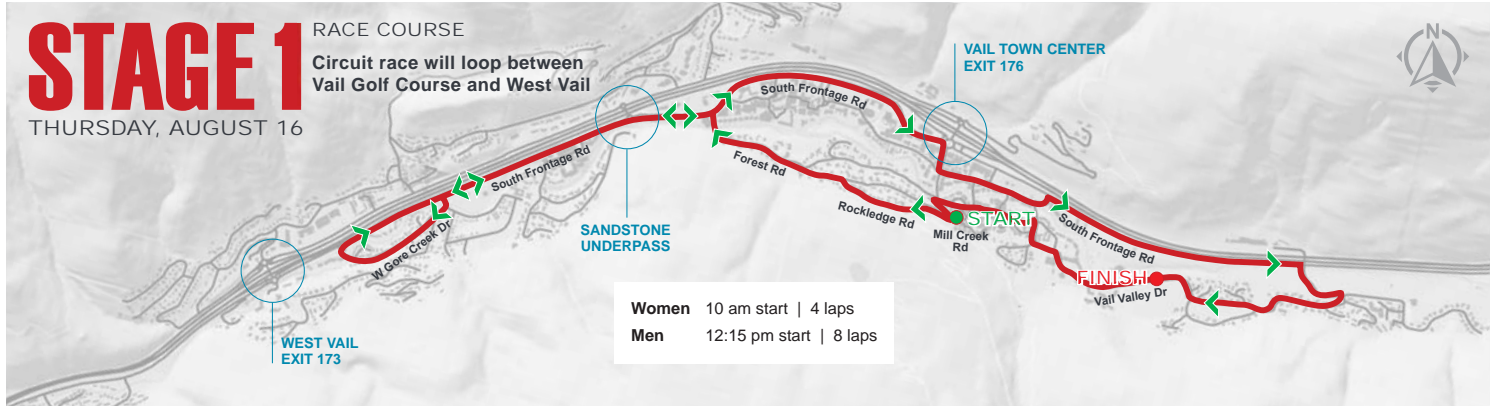 STAGE 1
RACE COURSE
Circuit race will loop between
Vail Golf Course and West Vail
THURSDAY, AUGUST 16
N
VAIL TOWN CENTER
EXIT 176
South Frontage Rd
South Frontage Rd
Forest Rd
Rockledge Rd
START
Mill Creek
Rd
South Frontage Rd
W Gore Creek Dr
SANDSTONE
UNDERPASS
FINISH
Vail Valley Dr
WEST VAIL
EXIT 173
Women 10 am start | 4 laps
Men 12:15 pm start | 8 laps